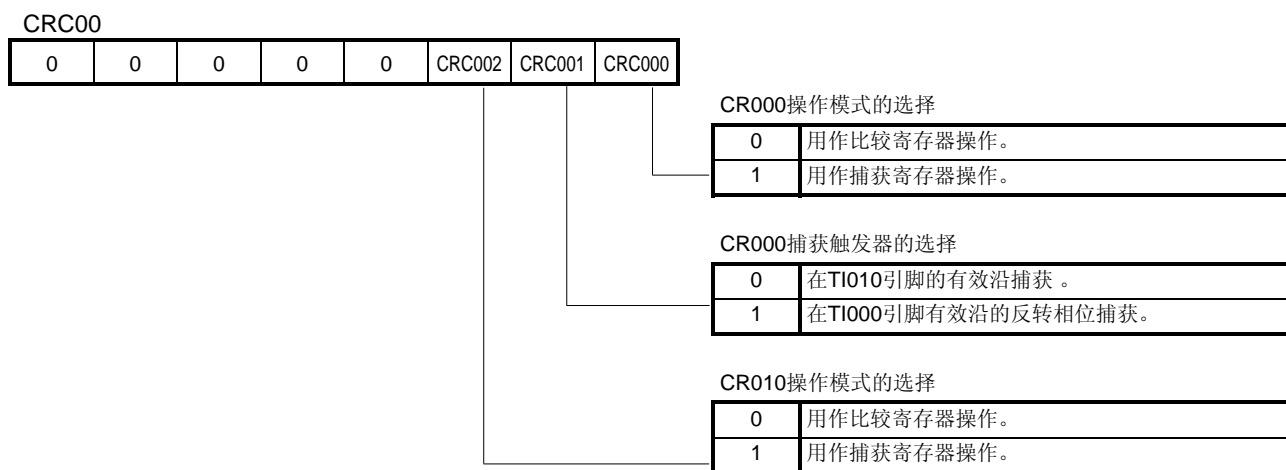 CRC00
0 0 0 0 0 CRC002 CRC001 CRC000
CR000操作模式的选择
0 用作比较寄存器操作。
1 用作捕获寄存器操作。
CR000捕获触发器的选择
0 在TI010引脚的有效沿捕获 。
1 在TI000引脚有效沿的反转相位捕获。
CR010操作模式的选择
0 用作比较寄存器操作。
1 用作捕获寄存器操作。